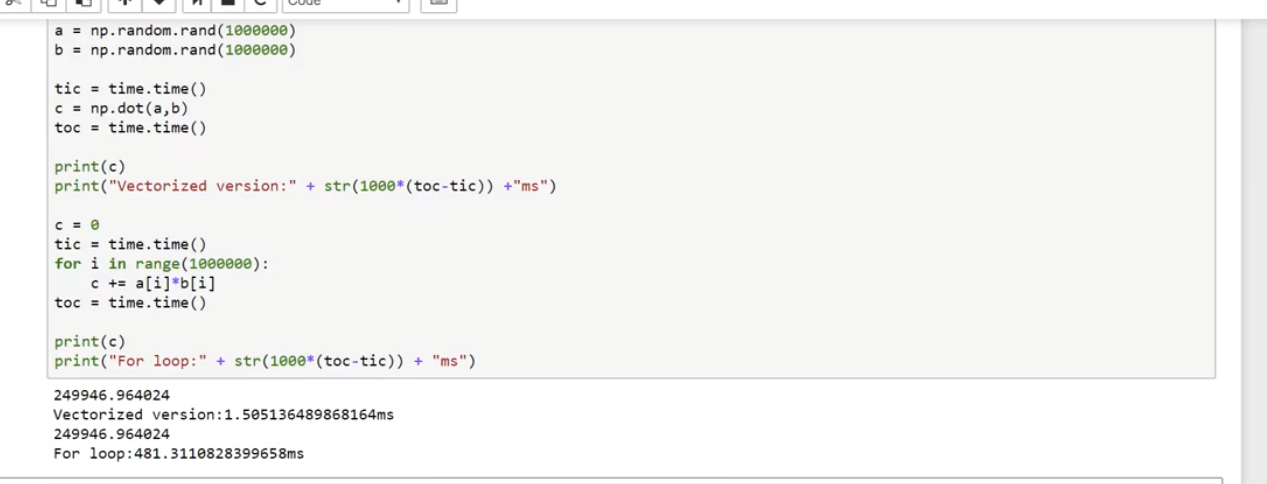 Code
a = np.random.rand(1000000)
b = np.random.rand(1000000)
tic = time.time()
c = np.dot(a,b)
toc = time.time()
print(c)
print("Vectorized version:" + str(1000*(toc-tic)) +"ms")
c = 0
tic = time.time()
for i in range(1000000):
    c += a[i]*b[i]
toc = time.time()
print(c)
print("For loop:" + str(1000*(toc-tic)) + "ms")
249946.964024
Vectorized version:1.505136489868164ms
249946.964024
For loop:481.3110828399658ms